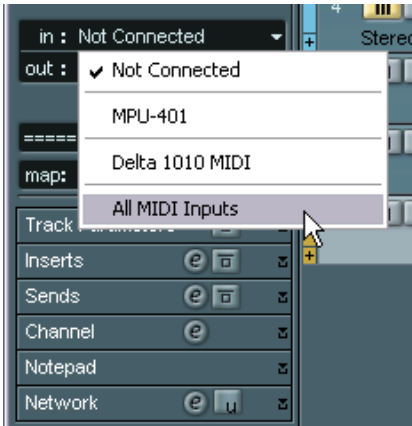 4
in : Not Connected
Stereo
out :
✓ Not Connected
MPU-401
=====
Delta 1010 MIDI
map:
All MIDI Inputs
Track Parameters
Inserts e
Sends e
Channel e
Notepad
Network e u